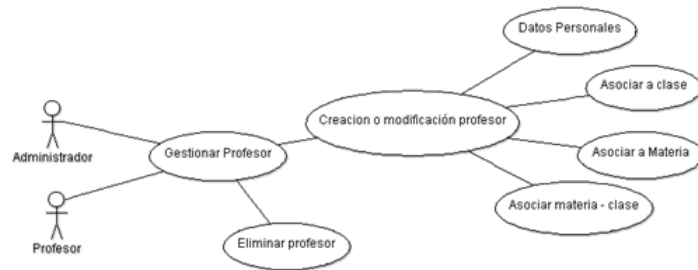 Datos Personales
Asociar a clase
Creacion o modificación profesor
Administrador
Gestionar Profesor
Asociar a Materia
Asociar materia - clase
Profesor
Eliminar profesor